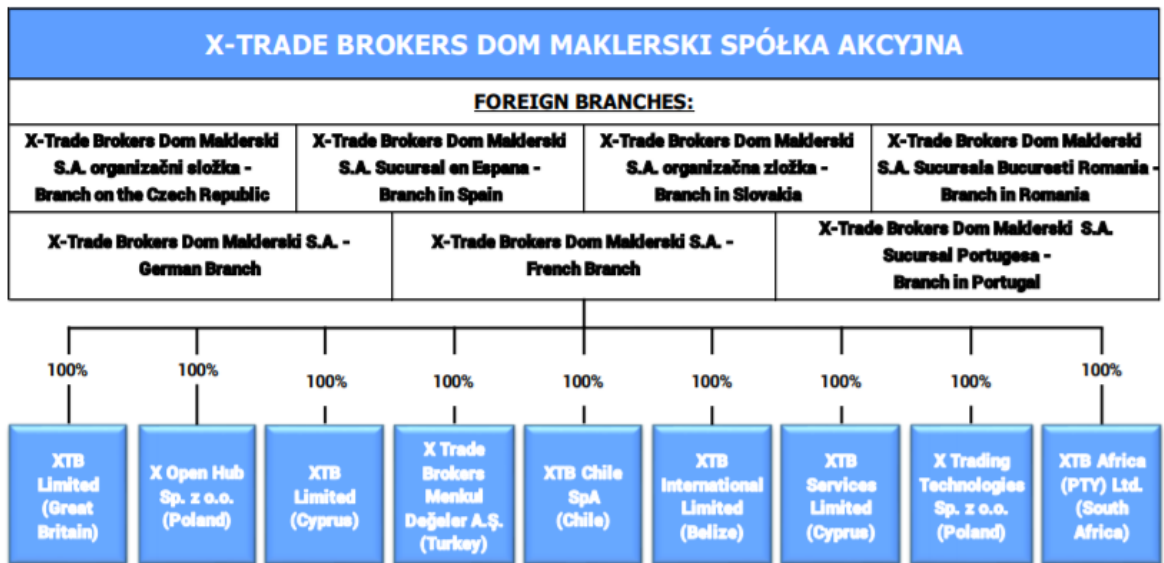 X-TRADE BROKERS DOM MAKLERSKI SPÓŁKA AKCYJNA
FOREIGN BRANCHES:
X-Trade Brokers Dom Maklerski
S.A. organizačni složka -
Branch on the Czech Republic
X-Trade Brokers Dom Maklerski
S.A. Sucursal en Espana -
Branch in Spain
X-Trade Brokers Dom Maklerski
S.A. organizačna zložka -
Branch in Slovakia
X-Trade Brokers Dom Maklerski
S.A. Sucursala Bucuresti Romania -
Branch in Romania
X-Trade Brokers Dom Maklerski S.A. -
German Branch
X-Trade Brokers Dom Maklerski S.A. -
French Branch
X-Trade Brokers Dom Maklerski S.A.
Sucursal Portugesa -
Branch in Portugal
100%
100%
100%
100%
100%
100%
100%
100%
100%
XTB
Limited
(Great
Britain)
X Open Hub
Sp. z o.o.
(Poland)
XTB
Limited
(Cyprus)
X Trade
Brokers
Menkul
Değeler A.Ş.
(Turkey)
XTB Chile
SpA
(Chile)
XTB
International
Limited
(Belize)
XTB
Services
Limited
(Cyprus)
X Trading
Technologies
Sp. z o.o.
(Poland)
XTB Africa
(PTY) Ltd.
(South
Africa)